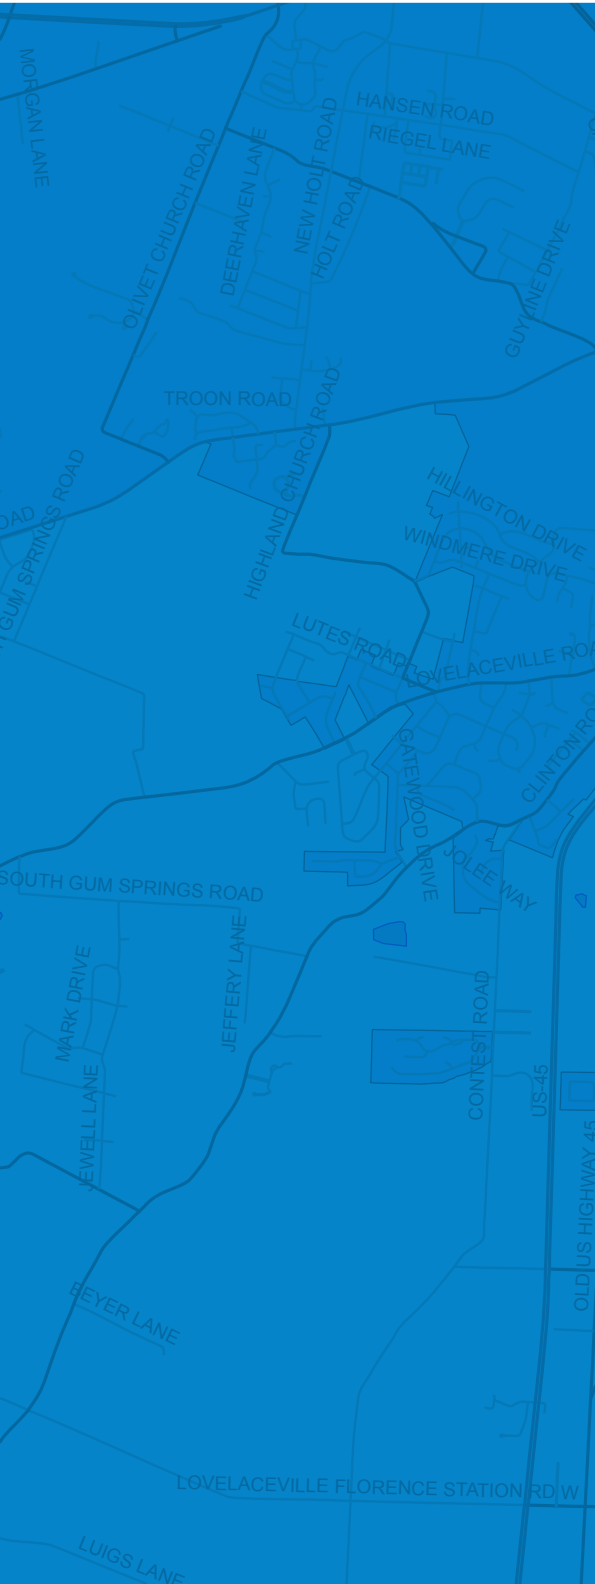 MORGAN LANE
HANSEN ROAD
RIEGEL LANE
OLIVET CHURCH ROAD
DEERHAVEN LANE
NEW HOLT ROAD
HOLT ROAD
GUYLINE DRIVE
TROON ROAD
HIGHLAND CHURCH ROAD
OAD
GUM SPRINGS ROAD
HILLINGTON DRIVE
WINDMERE DRIVE
LUTES ROAD
LOVELACEVILLE ROA
CLINTON RO
GATEWOOD DRIVE
JOLEE WAY
SOUTH GUM SPRINGS ROAD
JEFFERY LANE
MARK DRIVE
CONTEST ROAD
US-45
JEWELL LANE
OLD US HIGHWAY 45
BEYER LANE
LOVELACEVILLE FLORENCE STATION RD W
LUIGS LANE